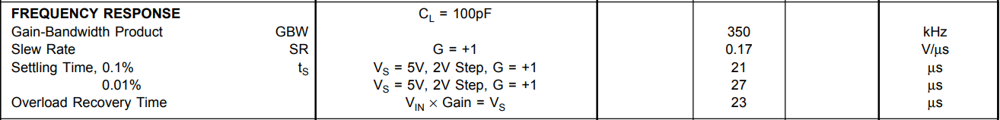 FREQUENCY RESPONSE C_L = 100pF
Gain-Bandwidth Product GBW 350 kHz
Slew Rate SR G = +1 0.17 V/μs
Settling Time, 0.1% t_S V_S = 5V, 2V Step, G = +1 21 μs
0.01% V_S = 5V, 2V Step, G = +1 27 μs
Overload Recovery Time V_IN × Gain = V_S 23 μs